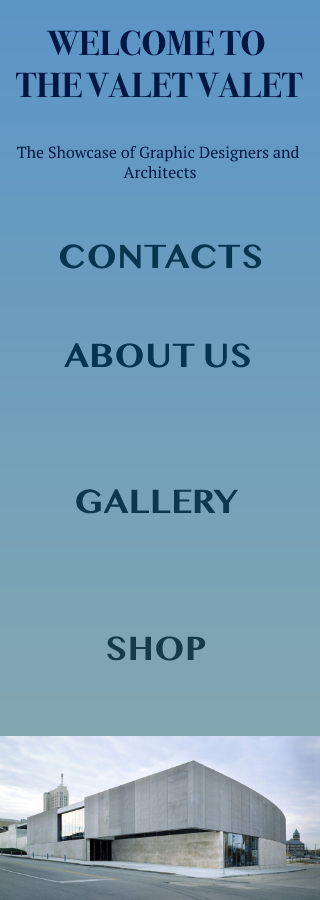 WELCOME TO
THE VALET VALET
The Showcase of Graphic Designers and
Architects
CONTACTS
ABOUT US
GALLERY
SHOP